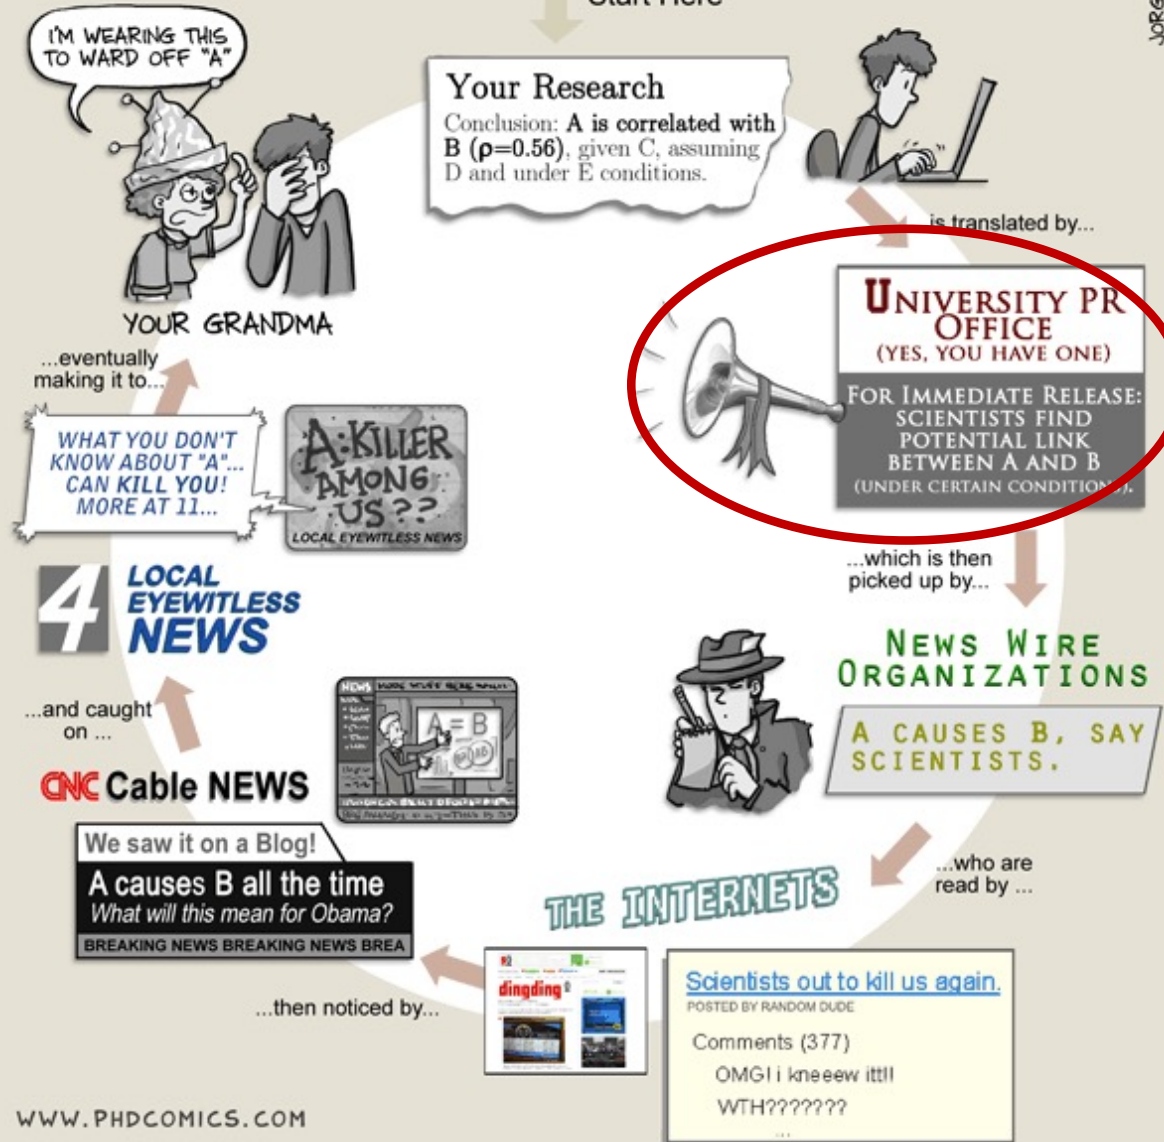 Start Here
JORG
Your Research
Conclusion: A is correlated with
B (ρ=0.56), given C, assuming
D and under E conditions.
is translated by...
UNIVERSITY PR
OFFICE
(YES, YOU HAVE ONE)
FOR IMMEDIATE RELEASE:
SCIENTISTS FIND
POTENTIAL LINK
BETWEEN A AND B
(UNDER CERTAIN CONDITIONS).
...which is then
picked up by...
NEWS WIRE
ORGANIZATIONS
A CAUSES B, SAY
SCIENTISTS.
...who are
read by ...
THE INTERNETS
Scientists out to kill us again.
POSTED BY RANDOM DUDE
Comments (377)
OMG! i kneeew itt!!
WTH???????
...
dingding
...then noticed by...
CNC Cable NEWS
We saw it on a Blog!
A causes B all the time
What will this mean for Obama?
BREAKING NEWS BREAKING NEWS BREA
NEWS
A = B
...and caught
on ...
4 LOCAL
EYEWITLESS
NEWS
WHAT YOU DON'T
KNOW ABOUT "A"...
CAN KILL YOU!
MORE AT 11...
A:KILLER
AMONG
US??
LOCAL EYEWITLESS NEWS
...eventually
making it to...
YOUR GRANDMA
I'M WEARING THIS
TO WARD OFF "A"
WWW.PHDCOMICS.COM